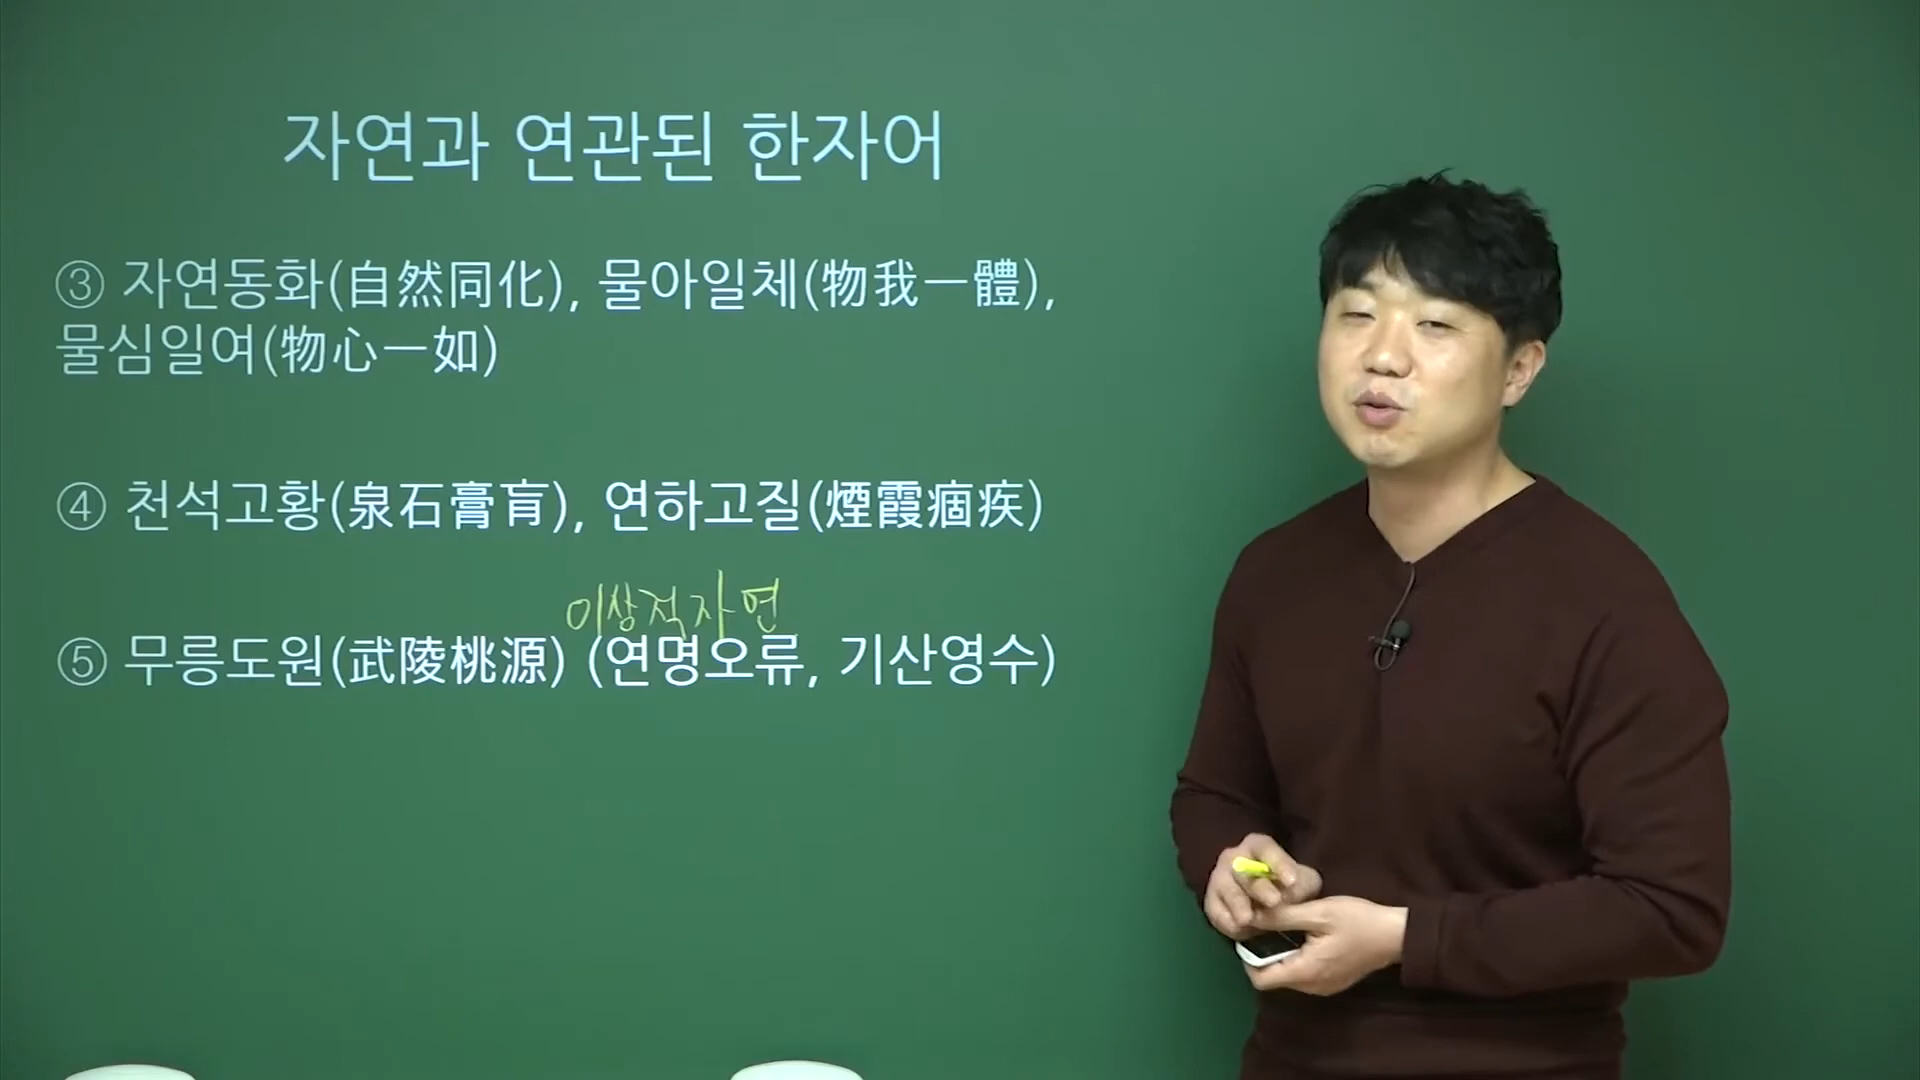 자연과 연관된 한자어
③ 자연동화(自然同化), 물아일체(物我一體),
물심일여(物心一如)
④ 천석고황(泉石膏肓), 연하고질(煙霞痼疾)
이상적자연
⑤ 무릉도원(武陵桃源) (연명오류, 기산영수)